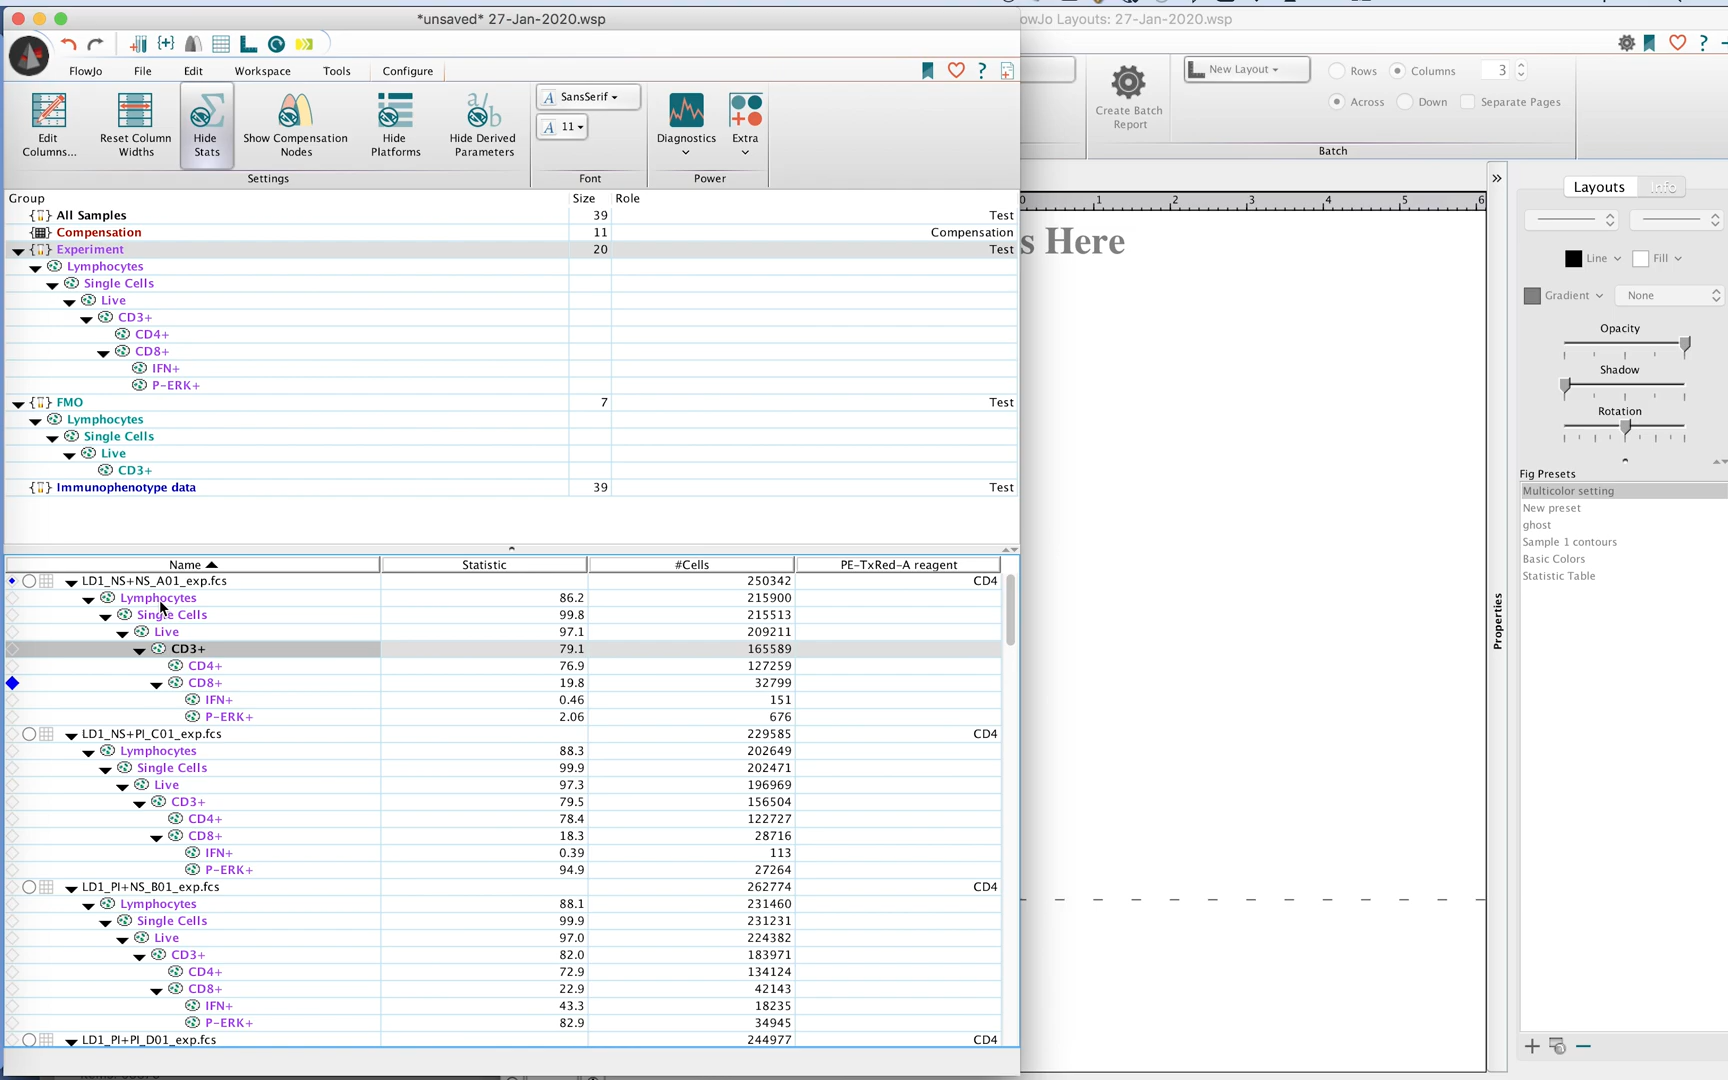 *unsaved* 27-Jan-2020.wsp
owJo Layouts: 27-Jan-2020.wsp
FlowJo File Edit Workspace Tools Configure
Edit Columns...
Reset Column Widths
Hide Stats
Show Compensation Nodes
Hide Platforms
Hide Derived Parameters
Settings
SansSerif
11
Font
Diagnostics
Extra
Power
Create Batch Report
New Layout
Rows Columns 3
Across Down Separate Pages
Batch
Group Size Role
All Samples 39 Test
Compensation 11 Compensation
Experiment 20 Test
Lymphocytes
Single Cells
Live
CD3+
CD4+
CD8+
IFN+
P-ERK+
FMO 7 Test
Lymphocytes
Single Cells
Live
CD3+
Immunophenotype data 39 Test
Name Statistic #Cells PE-TxRed-A reagent
LD1_NS+NS_A01_exp.fcs 250342 CD4
Lymphocytes 86.2 215900
Single Cells 99.8 215513
Live 97.1 209211
CD3+ 79.1 165589
CD4+ 76.9 127259
CD8+ 19.8 32799
IFN+ 0.46 151
P-ERK+ 2.06 676
LD1_NS+PI_C01_exp.fcs 229585 CD4
Lymphocytes 88.3 202649
Single Cells 99.9 202471
Live 97.3 196969
CD3+ 79.5 156504
CD4+ 78.4 122727
CD8+ 18.3 28716
IFN+ 0.39 113
P-ERK+ 94.9 27264
LD1_PI+NS_B01_exp.fcs 262774 CD4
Lymphocytes 88.1 231460
Single Cells 99.9 231231
Live 97.0 224382
CD3+ 82.0 183971
CD4+ 72.9 134124
CD8+ 22.9 42143
IFN+ 43.3 18235
P-ERK+ 82.9 34945
LD1_PI+PI_D01_exp.fcs 244977 CD4
0 1 2 3 4 5 6
s Here
Properties
Layouts Info
Line Fill
Gradient None
Opacity
Shadow
Rotation
Fig Presets
Multicolor setting
New preset
ghost
Sample 1 contours
Basic Colors
Statistic Table